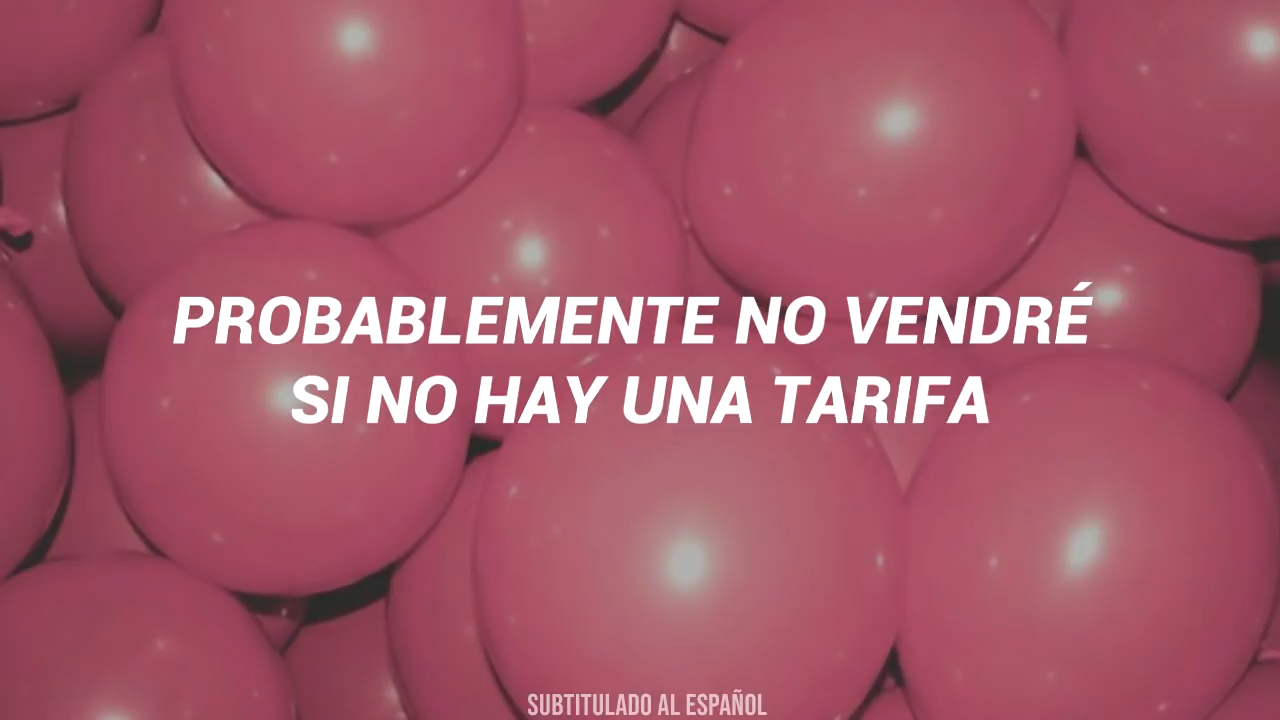 PROBABLEMENTE NO VENDRÉ
SI NO HAY UNA TARIFA
SUBTITULADO AL ESPAÑOL